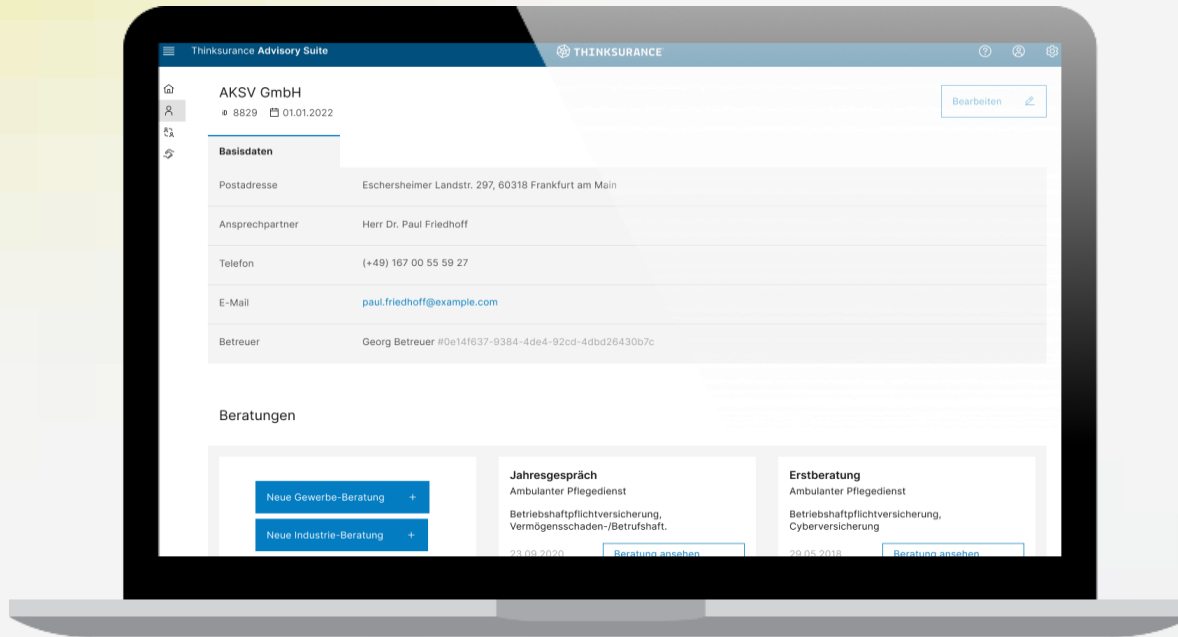 Thinksurance Advisory Suite
THINKSURANCE
AKSV GmbH
8829 01.01.2022
Bearbeiten
Basisdaten
Postadresse Eschersheimer Landstr. 297, 60318 Frankfurt am Main
Ansprechpartner Herr Dr. Paul Friedhoff
Telefon (+49) 167 00 55 59 27
E-Mail paul.friedhoff@example.com
Betreuer Georg Betreuer #0e14f637-9384-4de4-92cd-4dbd26430b7c
Beratungen
Neue Gewerbe-Beratung +
Neue Industrie-Beratung +
Jahresgespräch
Ambulanter Pflegedienst
Betriebshaftpflichtversicherung,
Vermögensschaden-/Betrufshaft.
23.09.2020 Beratung ansehen
Erstberatung
Ambulanter Pflegedienst
Betriebshaftpflichtversicherung,
Cyberversicherung
29.05.2018 Beratung ansehen